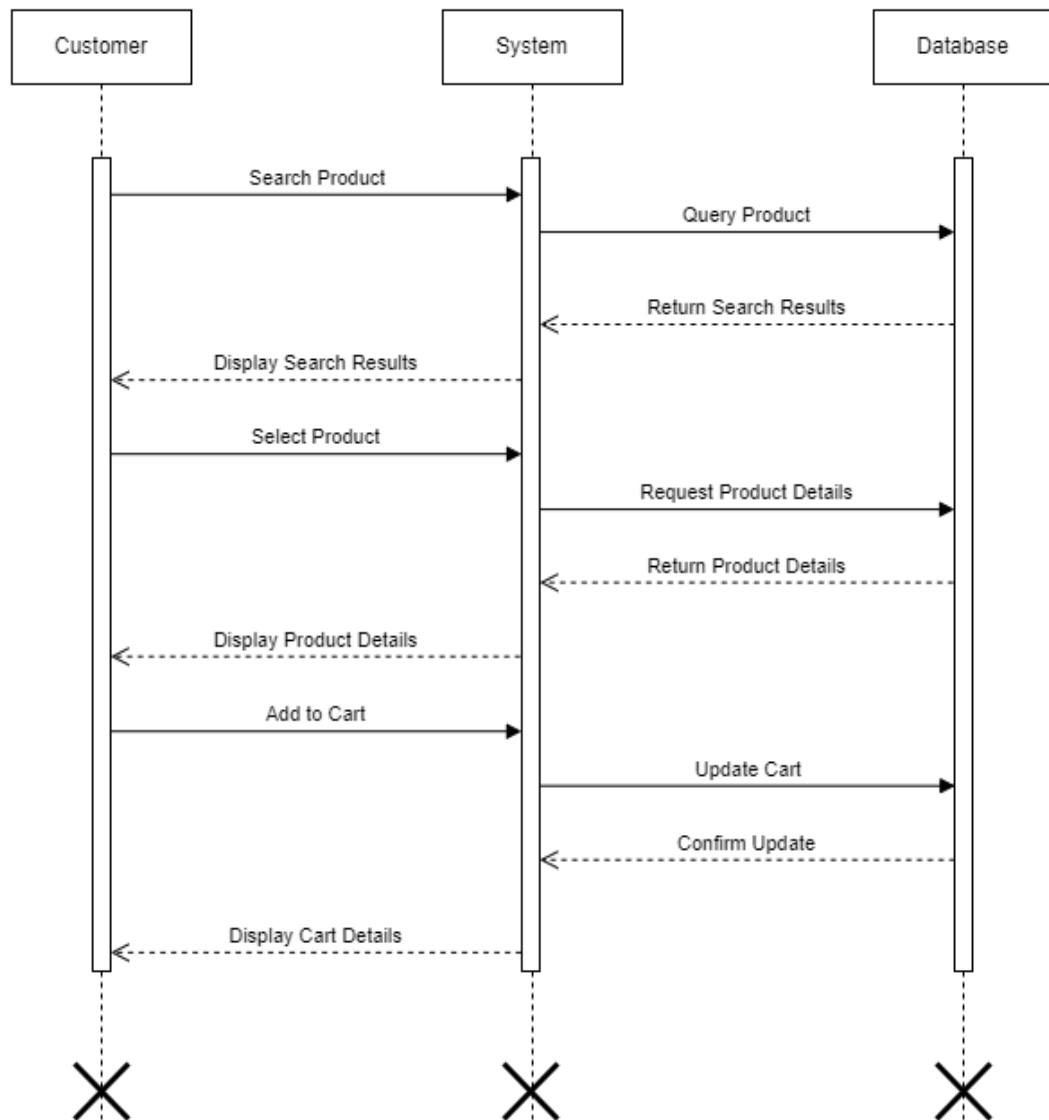 Customer
System
Database
Search Product
Query Product
Return Search Results
Display Search Results
Select Product
Request Product Details
Return Product Details
Display Product Details
Add to Cart
Update Cart
Confirm Update
Display Cart Details